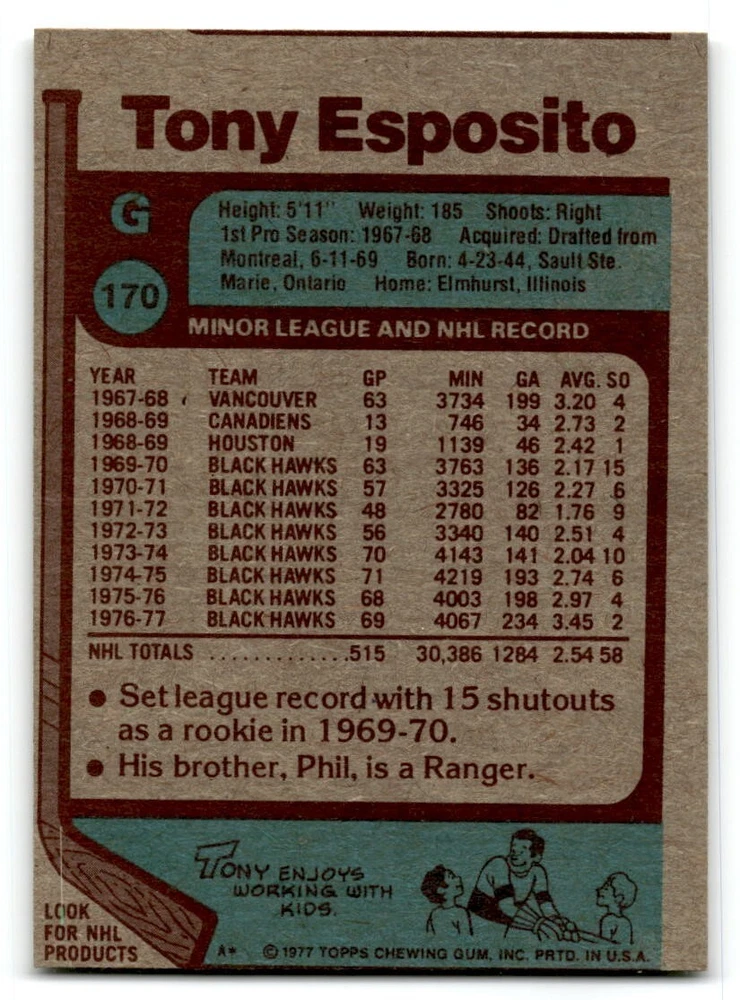 Tony Esposito
G
170
Height: 5'11" Weight: 185 Shoots: Right
1st Pro Season: 1967-68 Acquired: Drafted from
Montreal, 6-11-69 Born: 4-23-44, Sault Ste.
Marie, Ontario Home: Elmhurst, Illinois
MINOR LEAGUE AND NHL RECORD
YEAR TEAM GP MIN GA AVG. SO
1967-68 VANCOUVER 63 3734 199 3.20 4
1968-69 CANADIENS 13 746 34 2.73 2
1968-69 HOUSTON 19 1139 46 2.42 1
1969-70 BLACK HAWKS 63 3763 136 2.17 15
1970-71 BLACK HAWKS 57 3325 126 2.27 6
1971-72 BLACK HAWKS 48 2780 82 1.76 9
1972-73 BLACK HAWKS 56 3340 140 2.51 4
1973-74 BLACK HAWKS 70 4143 141 2.04 10
1974-75 BLACK HAWKS 71 4219 193 2.74 6
1975-76 BLACK HAWKS 68 4003 198 2.97 4
1976-77 BLACK HAWKS 69 4067 234 3.45 2
NHL TOTALS .............515 30,386 1284 2.54 58
● Set league record with 15 shutouts
as a rookie in 1969-70.
● His brother, Phil, is a Ranger.
TONY ENJOYS
WORKING WITH
KIDS.
LOOK
FOR NHL
PRODUCTS
A* © 1977 TOPPS CHEWING GUM, INC. PRTD. IN U.S.A.